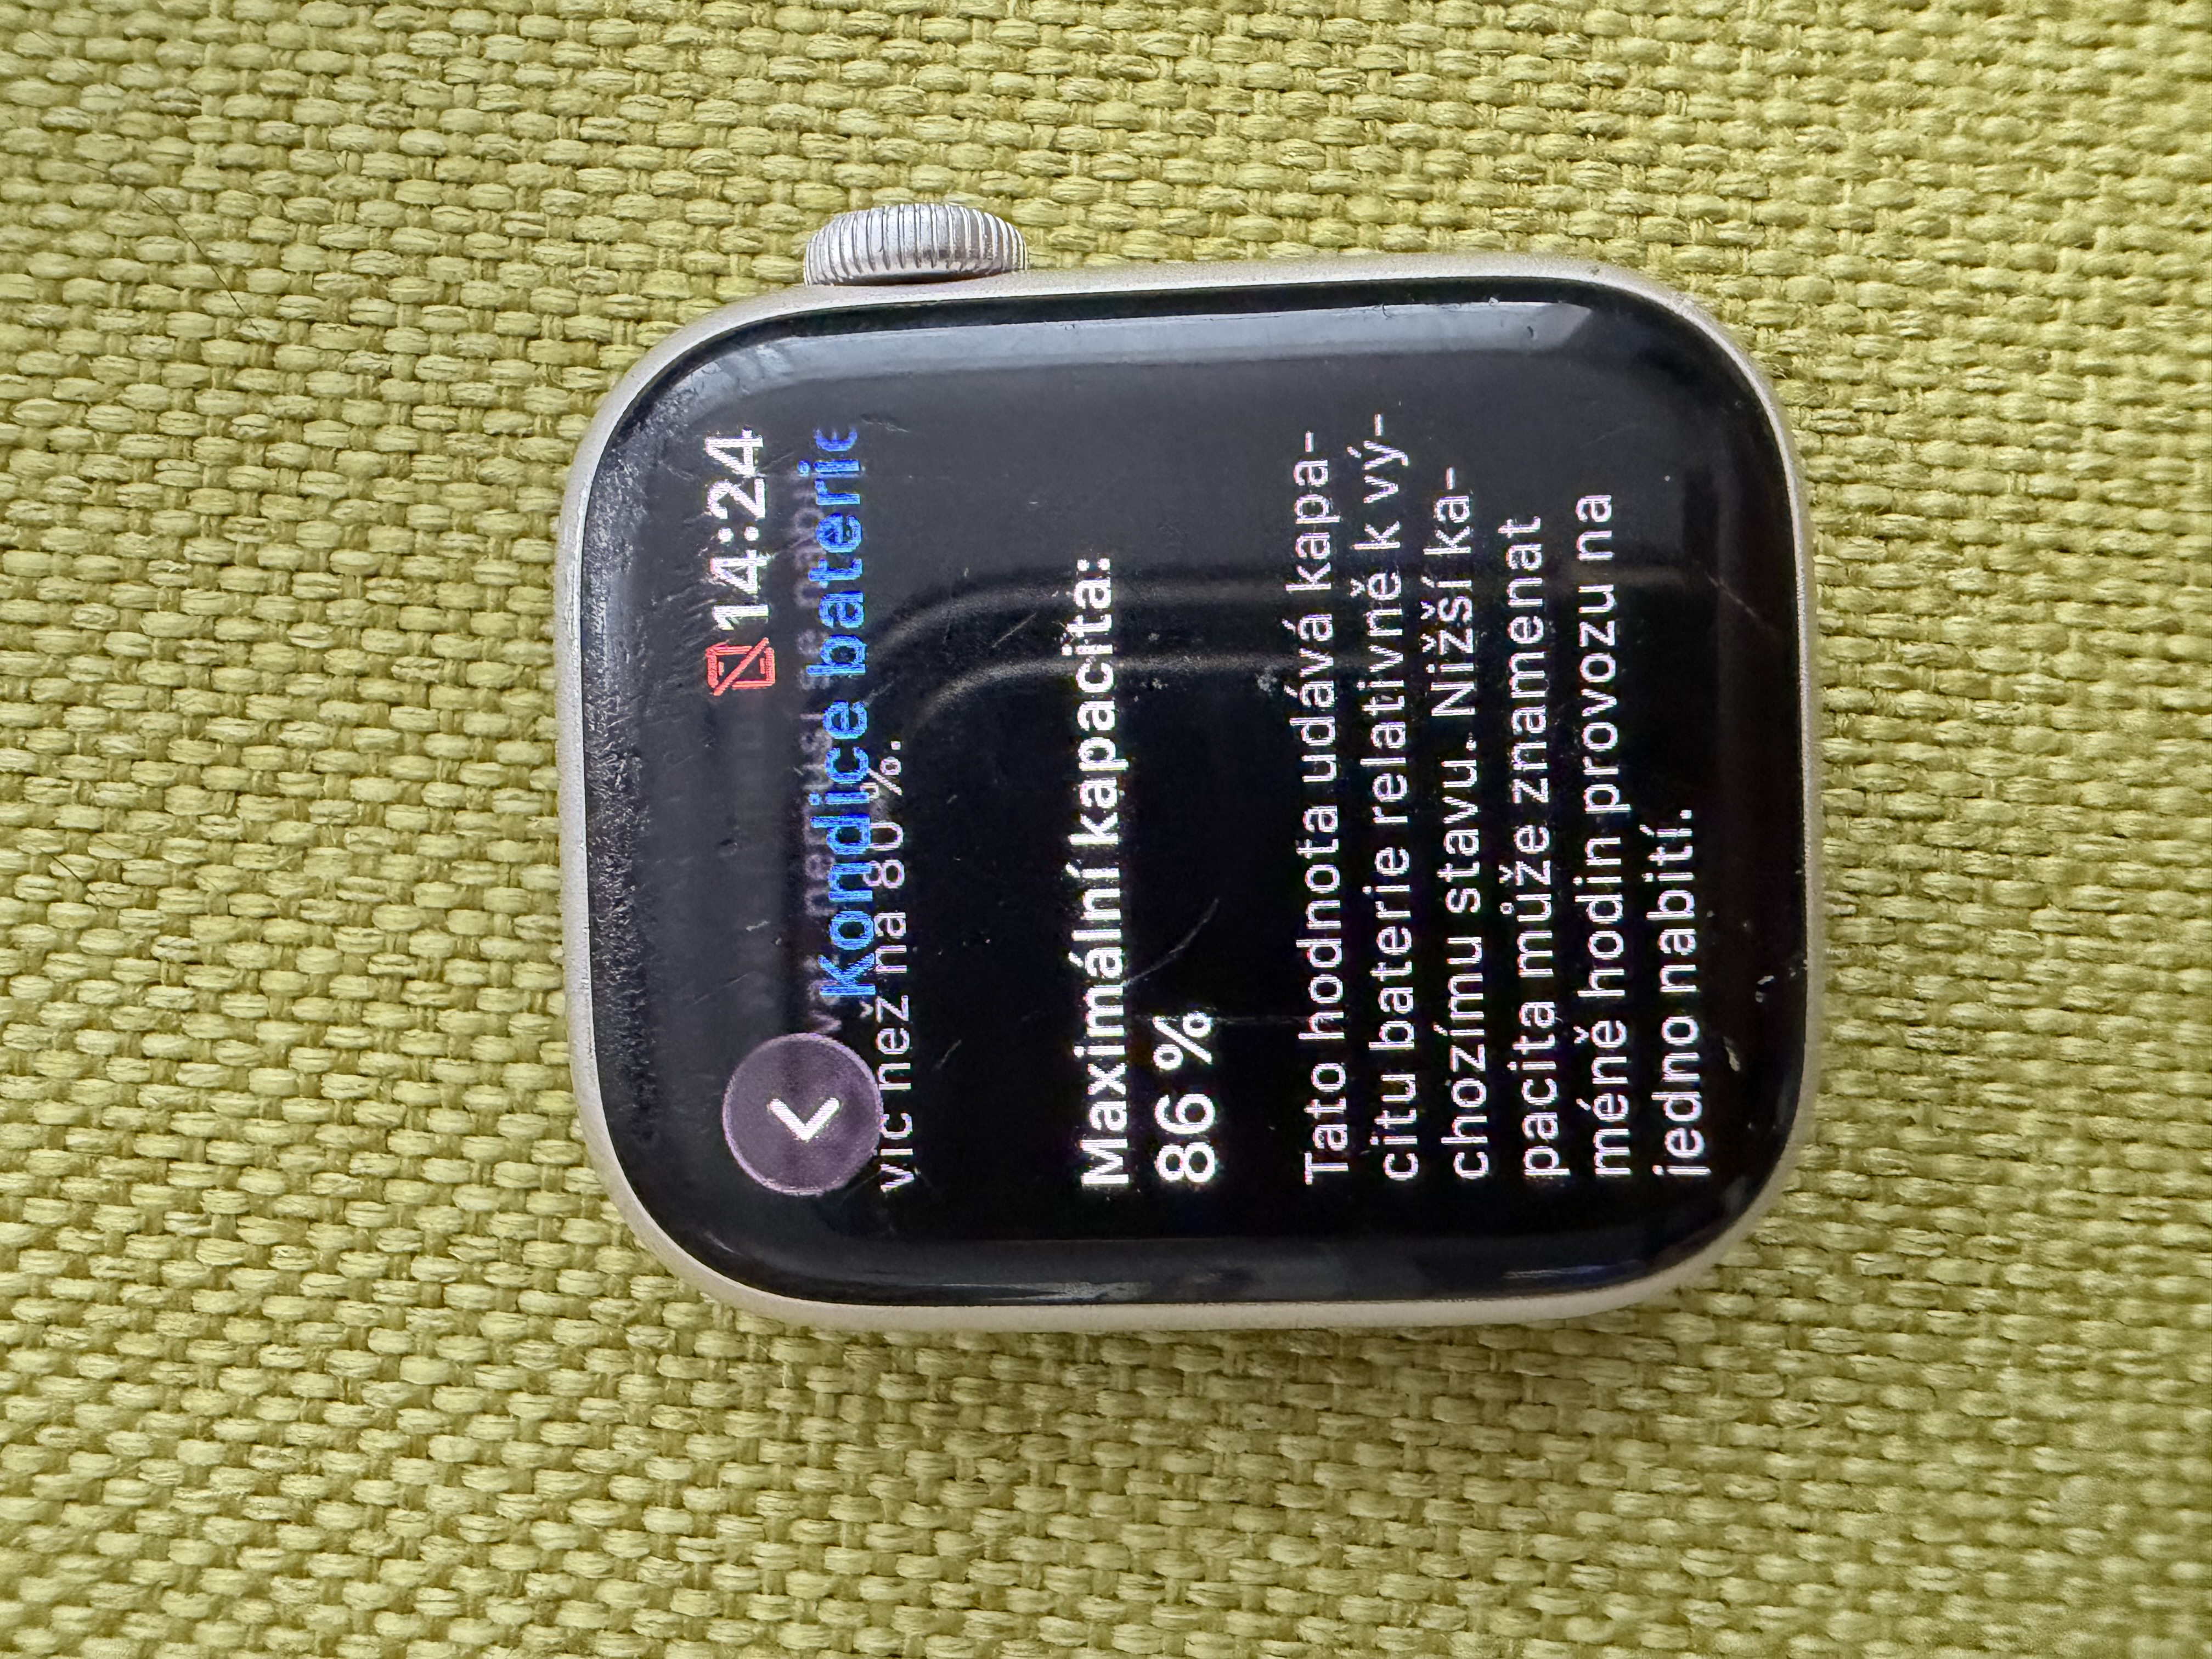 14:24
Kondice baterie
víc než na 80 %.
Maximální kapacita:
86 %
Tato hodnota udává kapa-
citu baterie relativně k vý-
chozímu stavu. Nižší ka-
pacita může znamenat
méně hodin provozu na
jedno nabití.